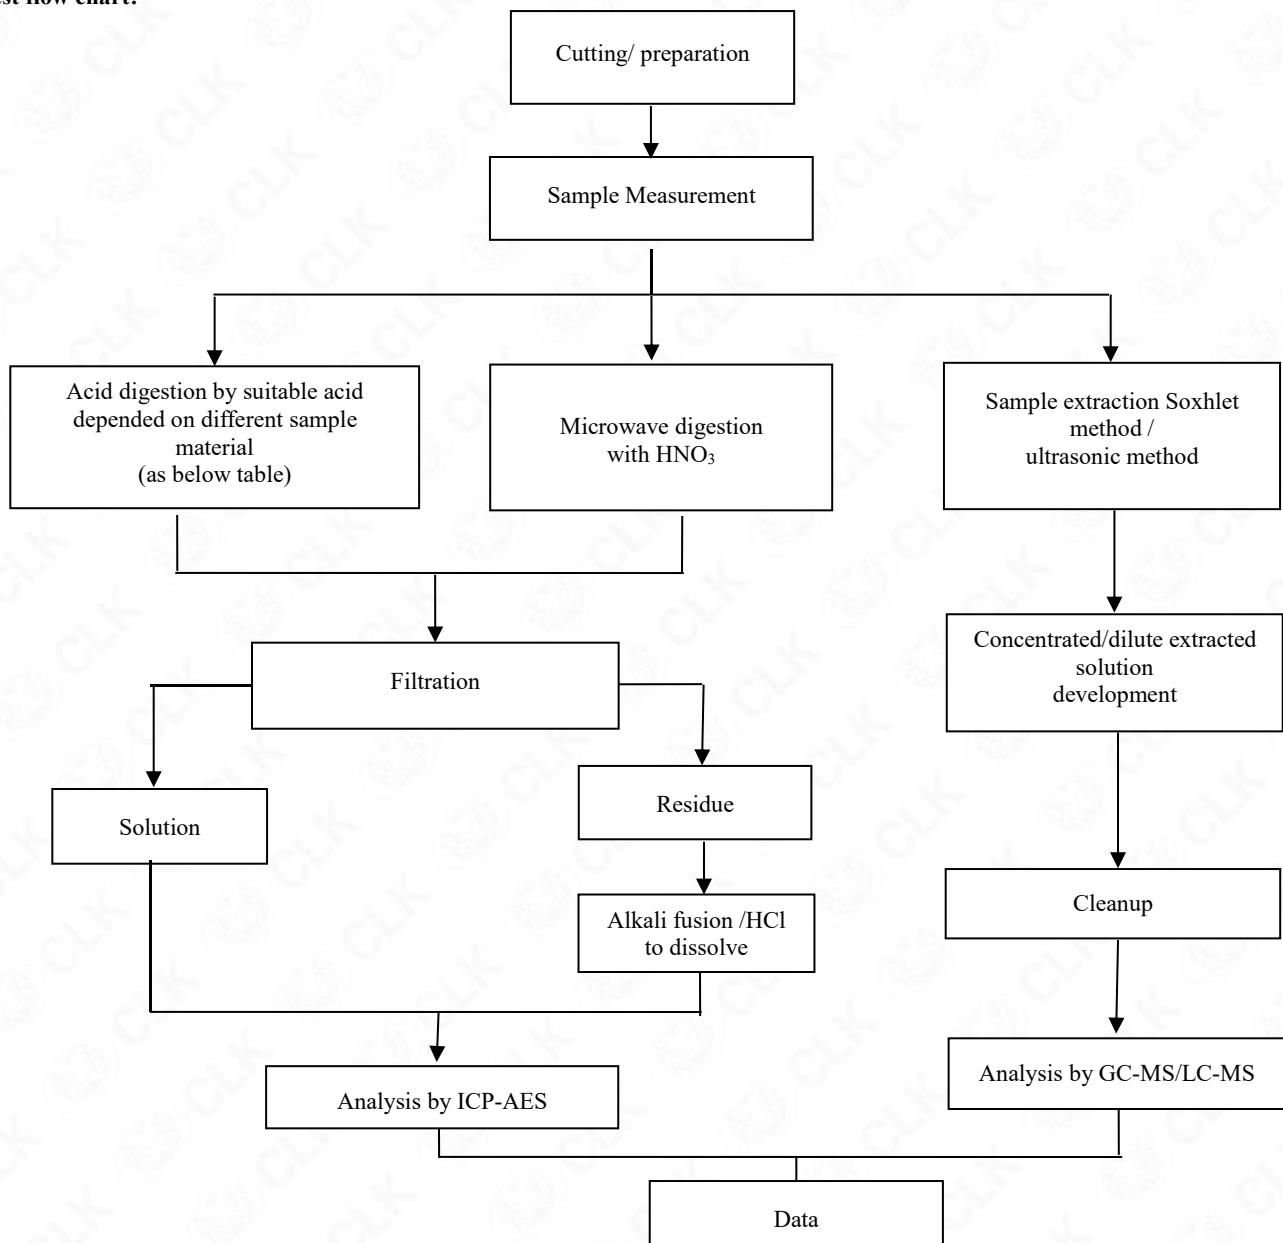 est flow chart:
Cutting/ preparation
Sample Measurement
Acid digestion by suitable acid
depended on different sample
material
(as below table)
Microwave digestion
with HNO₃
Sample extraction Soxhlet
method /
ultrasonic method
Filtration
Concentrated/dilute extracted
solution
development
Solution
Residue
Alkali fusion /HCl
to dissolve
Cleanup
Analysis by ICP-AES
Analysis by GC-MS/LC-MS
Data
CLK